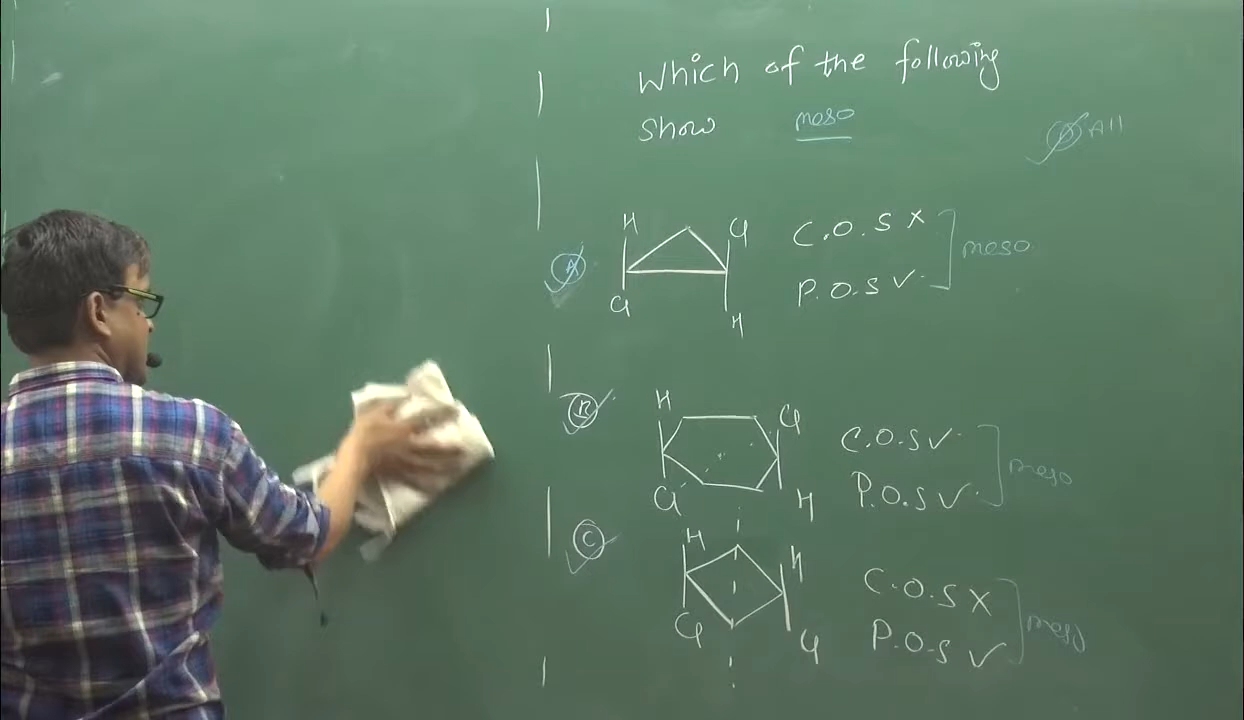 Which of the following
show meso
D All
A H Cl C.O.S X
Cl H P.O.S ✓ meso
B H Cl C.O.S ✓
Cl H P.O.S ✓ meso
C H H C.O.S X
Cl Cl P.O.S ✓ meso